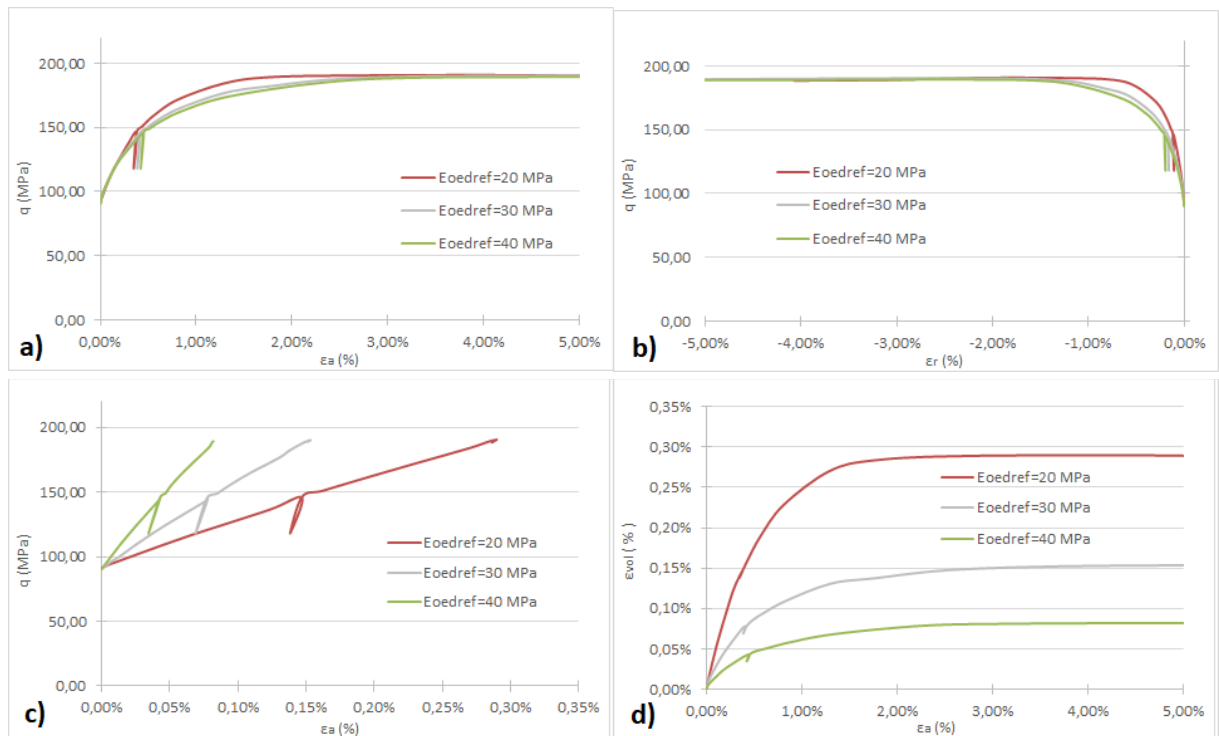 q (MPa)
200,00
150,00
100,00
50,00
0,00
Eoedref=20 MPa
Eoedref=30 MPa
Eoedref=40 MPa
0,00% 1,00% 2,00% 3,00% 4,00% 5,00%
εa (%)
a)
q (MPa)
200,00
150,00
100,00
50,00
0,00
Eoedref=20 MPa
Eoedref=30 MPa
Eoedref=40 MPa
-5,00% -4,00% -3,00% -2,00% -1,00% 0,00%
εr (%)
b)
q (MPa)
200,00
150,00
100,00
50,00
0,00
Eoedref=20 MPa
Eoedref=30 MPa
Eoedref=40 MPa
0,00% 0,05% 0,10% 0,15% 0,20% 0,25% 0,30% 0,35%
εa (%)
c)
εvol ( %)
0,35%
0,30%
0,25%
0,20%
0,15%
0,10%
0,05%
0,00%
Eoedref=20 MPa
Eoedref=30 MPa
Eoedref=40 MPa
0,00% 1,00% 2,00% 3,00% 4,00% 5,00%
εa (%)
d)